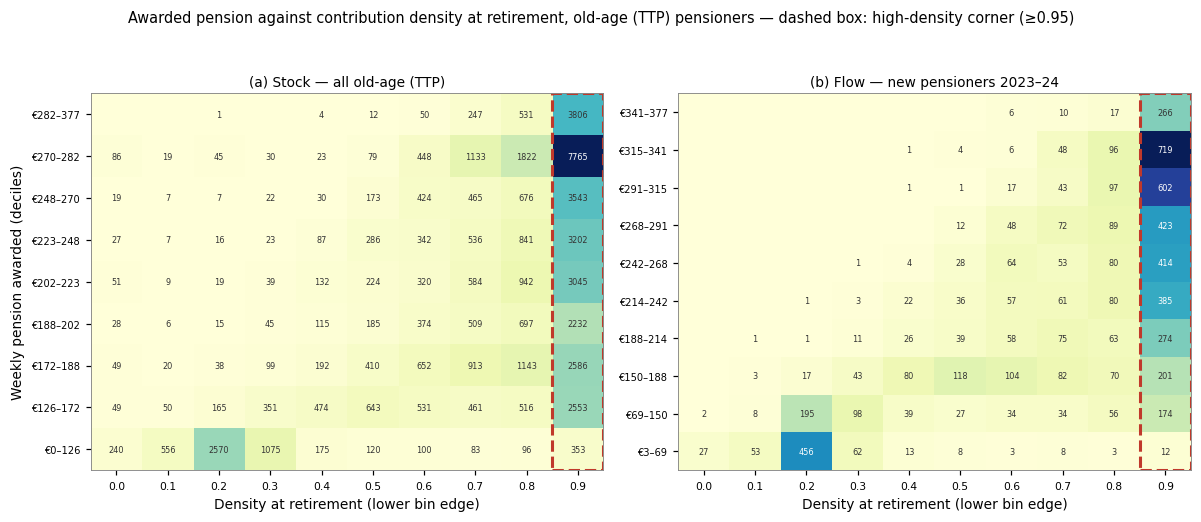 Awarded pension against contribution density at retirement, old-age (TTP) pensioners — dashed box: high-density corner (≥0.95)
(a) Stock — all old-age (TTP)
Weekly pension awarded (deciles)
€282–377 1 4 12 50 247 531 3806
€270–282 86 19 45 30 23 79 448 1133 1822 7765
€248–270 19 7 7 22 30 173 424 465 676 3543
€223–248 27 7 16 23 87 286 342 536 841 3202
€202–223 51 9 19 39 132 224 320 584 942 3045
€188–202 28 6 15 45 115 185 374 509 697 2232
€172–188 49 20 38 99 192 410 652 913 1143 2586
€126–172 49 50 165 351 474 643 531 461 516 2553
€0–126 240 556 2570 1075 175 120 100 83 96 353
0.0 0.1 0.2 0.3 0.4 0.5 0.6 0.7 0.8 0.9
Density at retirement (lower bin edge)
(b) Flow — new pensioners 2023–24
€341–377 6 10 17 266
€315–341 1 4 6 48 96 719
€291–315 1 1 17 43 97 602
€268–291 12 48 72 89 423
€242–268 1 4 28 64 53 80 414
€214–242 1 3 22 36 57 61 80 385
€188–214 1 1 11 26 39 58 75 63 274
€150–188 3 17 43 80 118 104 82 70 201
€69–150 2 8 195 98 39 27 34 34 56 174
€3–69 27 53 456 62 13 8 3 8 3 12
0.0 0.1 0.2 0.3 0.4 0.5 0.6 0.7 0.8 0.9
Density at retirement (lower bin edge)